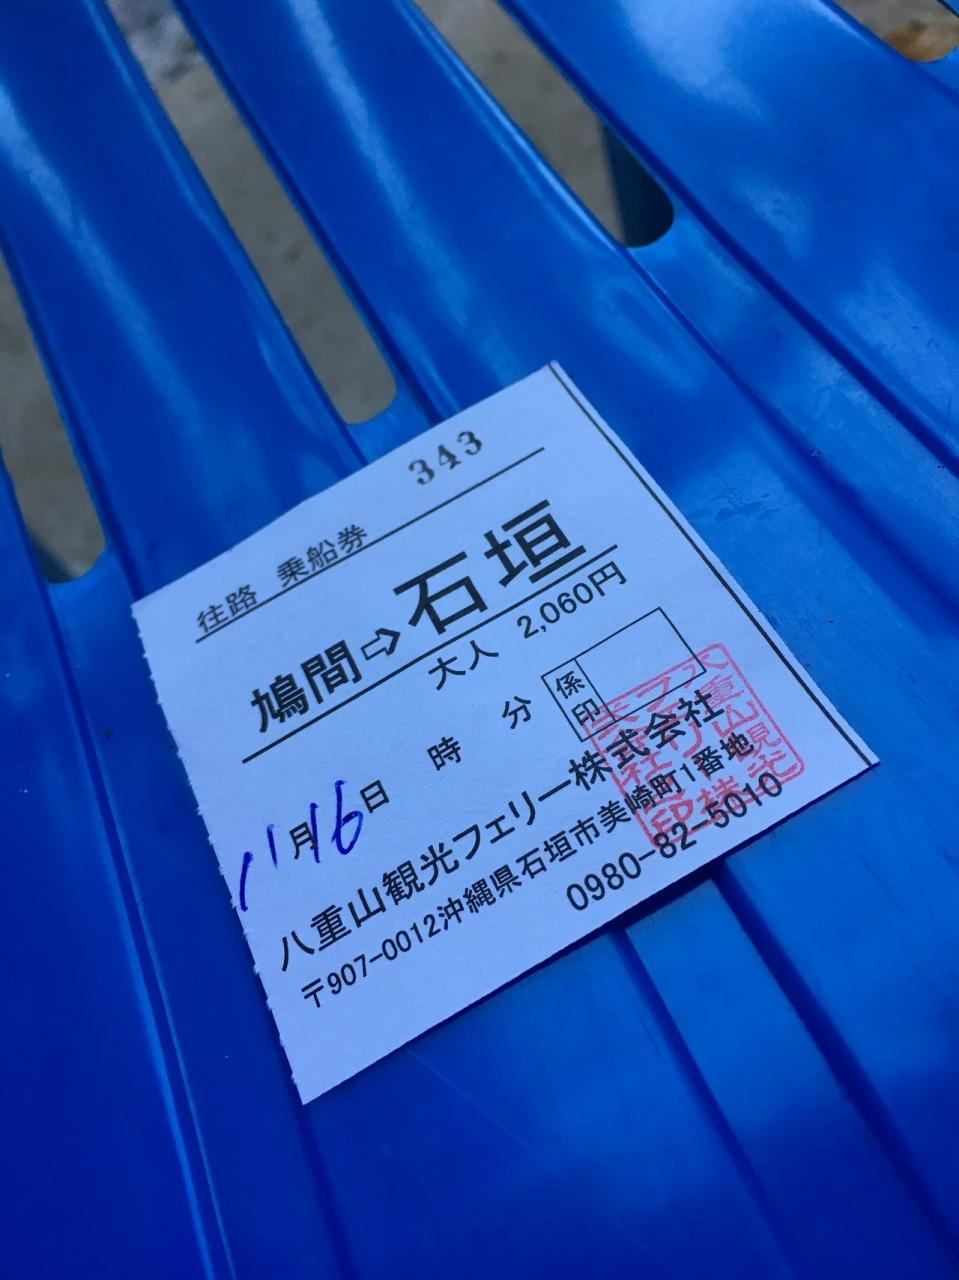 343
往路 乗船券
鳩間⇨石垣
大人 2,060円
係印
1月16日 時 分
八重山観光フェリー株式会社
〒907-0012沖縄県石垣市美崎町1番地
0980-82-5010